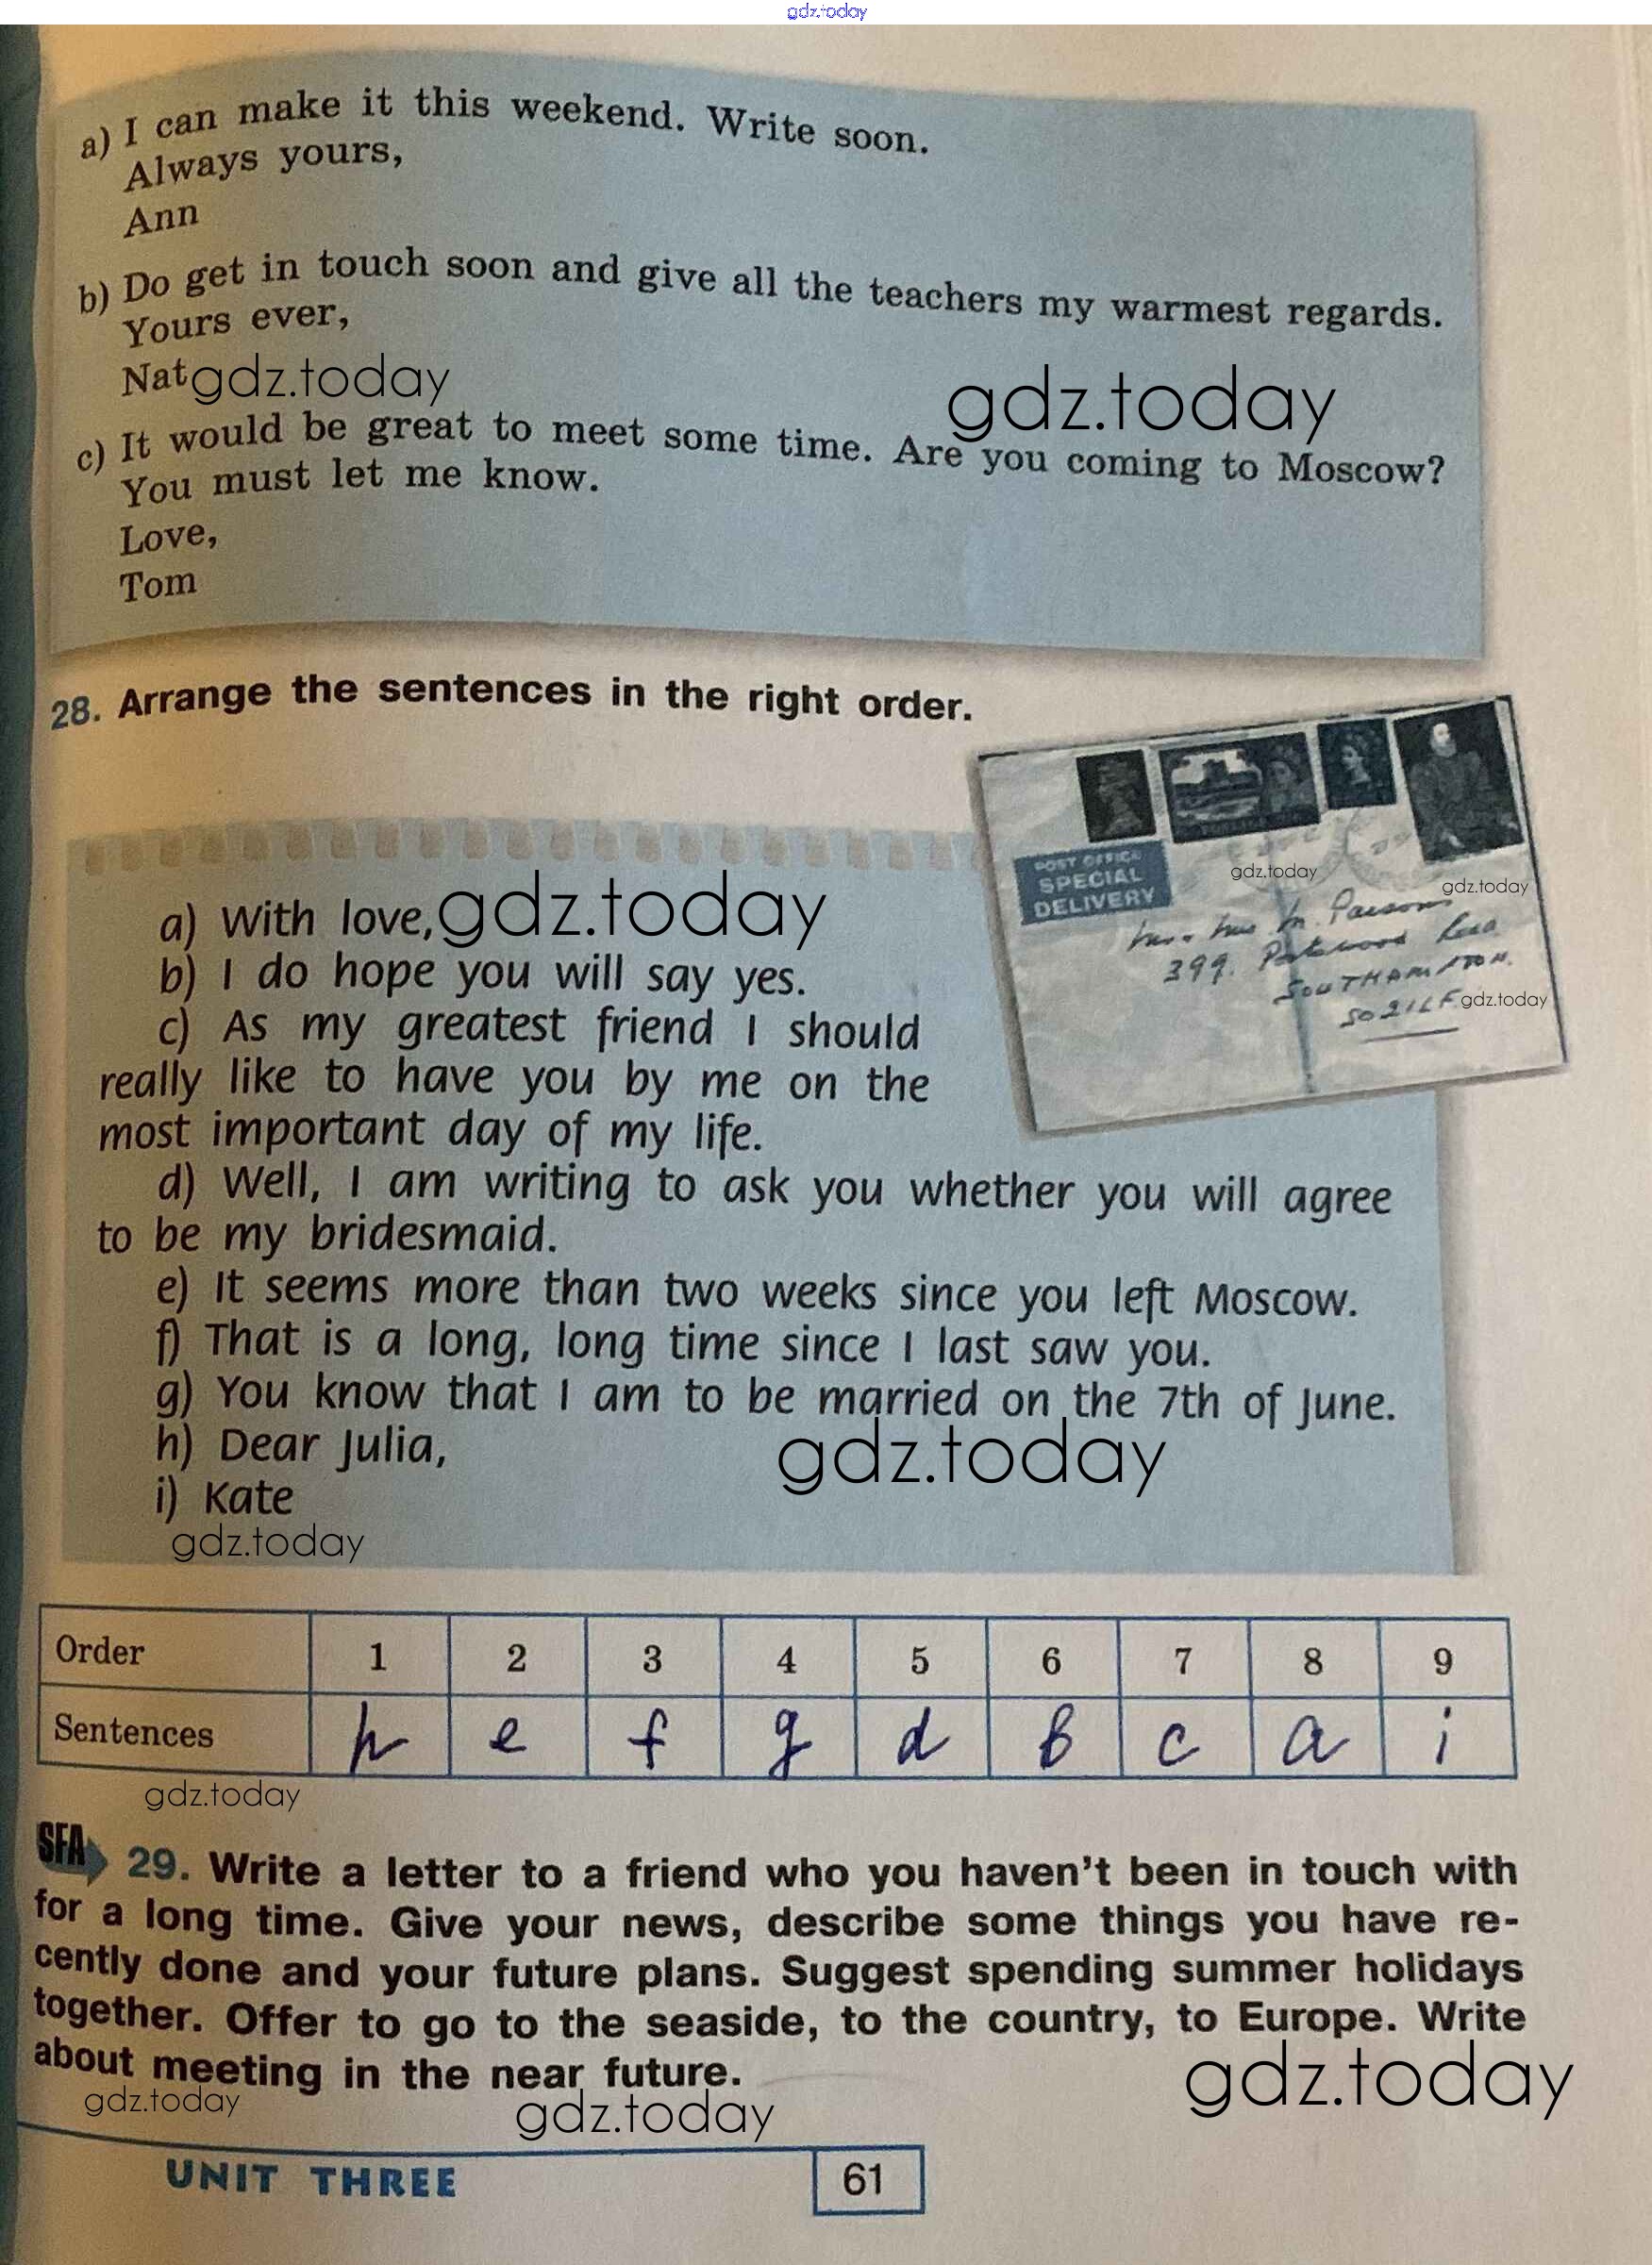 gdz.today
a) I can make it this weekend. Write soon.
Always yours,
Ann
b) Do get in touch soon and give all the teachers my warmest regards.
Yours ever,
Nat
gdz.today
gdz.today
c) It would be great to meet some time. Are you coming to Moscow?
You must let me know.
Love,
Tom
28. Arrange the sentences in the right order.
POST OFFICE
SPECIAL
DELIVERY
gdz.today
gdz.today
399.
SOUTHAMPTON.
gdz.today
a) With love,
gdz.today
b) I do hope you will say yes.
c) As my greatest friend I should
really like to have you by me on the
most important day of my life.
d) Well, I am writing to ask you whether you will agree
to be my bridesmaid.
e) It seems more than two weeks since you left Moscow.
f) That is a long, long time since I last saw you.
g) You know that I am to be married on the 7th of June.
h) Dear Julia,
gdz.today
i) Kate
gdz.today
Order 1 2 3 4 5 6 7 8 9
Sentences h e f g d b c a i
gdz.today
SFA 29. Write a letter to a friend who you haven't been in touch with
for a long time. Give your news, describe some things you have re-
cently done and your future plans. Suggest spending summer holidays
together. Offer to go to the seaside, to the country, to Europe. Write
about meeting in the near future.
gdz.today
gdz.today
gdz.today
UNIT THREE
61